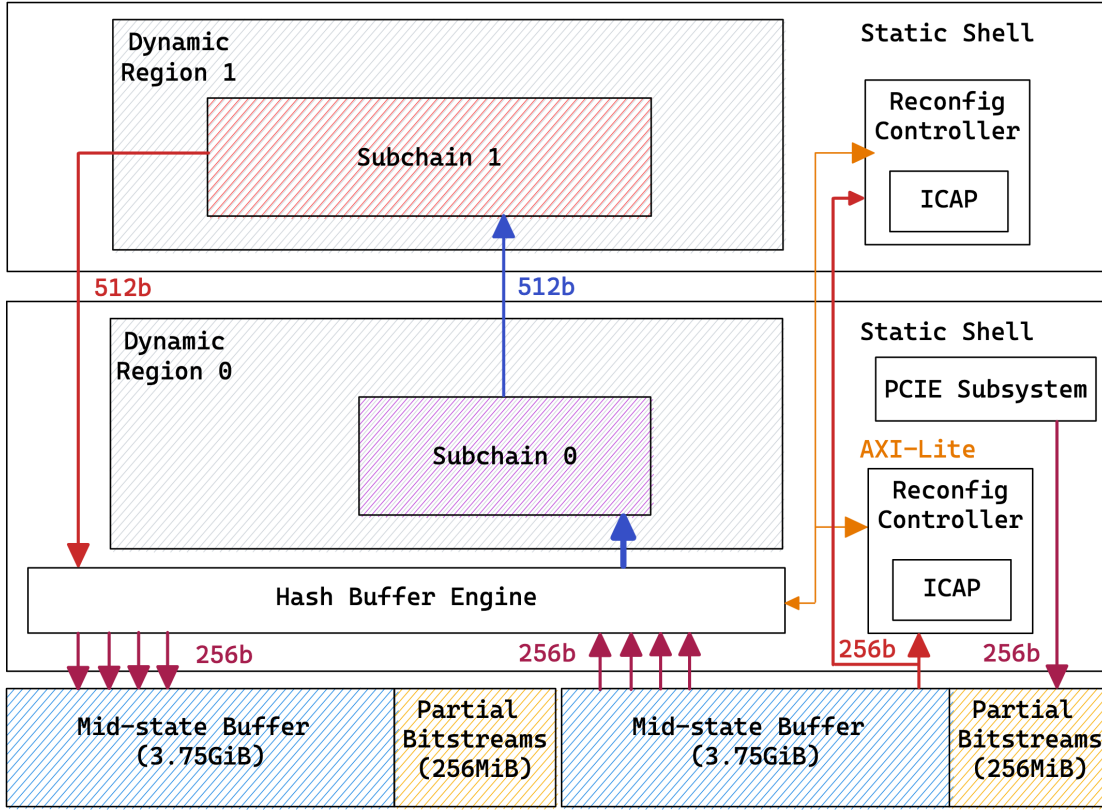 Dynamic
Region 1
Static Shell
Reconfig
Controller
ICAP
Subchain 1
512b
512b
Dynamic
Region 0
Static Shell
PCIE Subsystem
Subchain 0
AXI-Lite
Reconfig
Controller
ICAP
Hash Buffer Engine
256b
256b
256b
256b
Mid-state Buffer
(3.75GiB)
Partial
Bitstreams
(256MiB)
Mid-state Buffer
(3.75GiB)
Partial
Bitstreams
(256MiB)